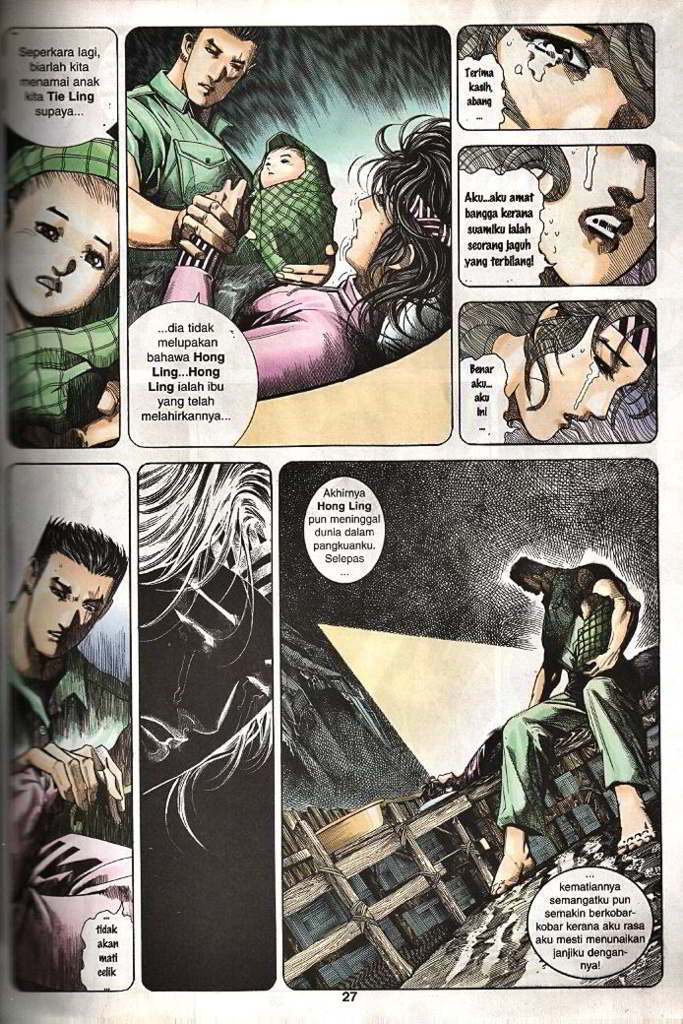 Seperkara lagi,
biarlah kita
menamai anak
kita Tie Ling
supaya...
...dia tidak
melupakan
bahawa Hong
Ling...Hong
Ling ialah ibu
yang telah
melahirkannya...
Terima
kasih,
abang
...
Aku...aku amat
bangga kerana
suamiku ialah
seorang jaguh
yang terbilang!
Benar
aku...
aku
ini
...
...
tidak
akan
mati
celik
Akhirnya
Hong Ling
pun meninggal
dunia dalam
pangkuanku.
Selepas
...
...
kematiannya
semangatku pun
semakin berkobar-
kobar kerana aku rasa
aku mesti menunaikan
janjiku dengan-
nya!
27